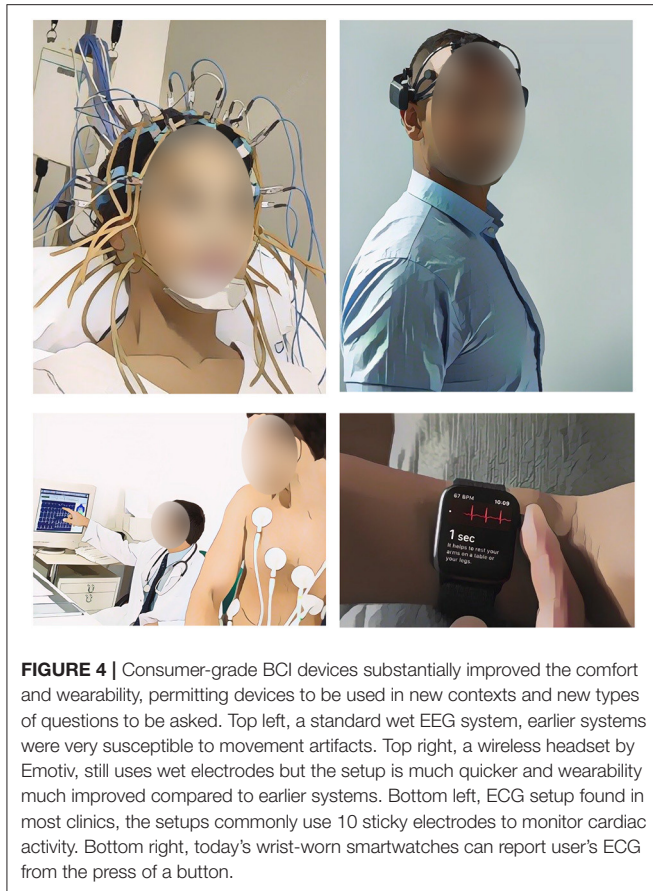 67 BPM
10:09
1 sec
It helps to rest your
arms on a table or
your legs.
FIGURE 4 | Consumer-grade BCI devices substantially improved the comfort
and wearability, permitting devices to be used in new contexts and new types
of questions to be asked. Top left, a standard wet EEG system, earlier systems
were very susceptible to movement artifacts. Top right, a wireless headset by
Emotiv, still uses wet electrodes but the setup is much quicker and wearability
much improved compared to earlier systems. Bottom left, ECG setup found in
most clinics, the setups commonly use 10 sticky electrodes to monitor cardiac
activity. Bottom right, today's wrist-worn smartwatches can report user's ECG
from the press of a button.